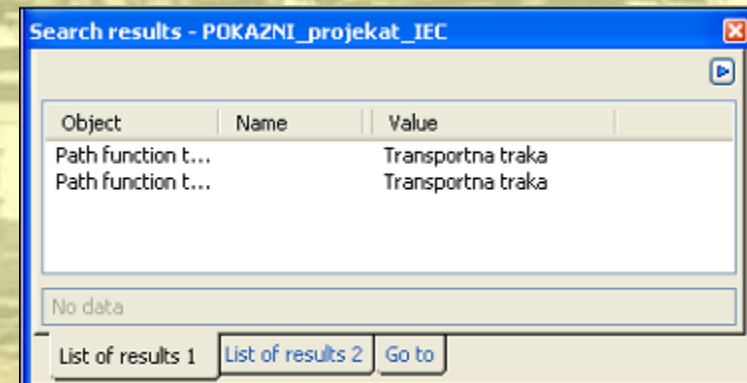 Search results - POKAZNI_projekat_IEC
Object Name Value
Path function t... Transportna traka
Path function t... Transportna traka
No data
List of results 1 List of results 2 Go to